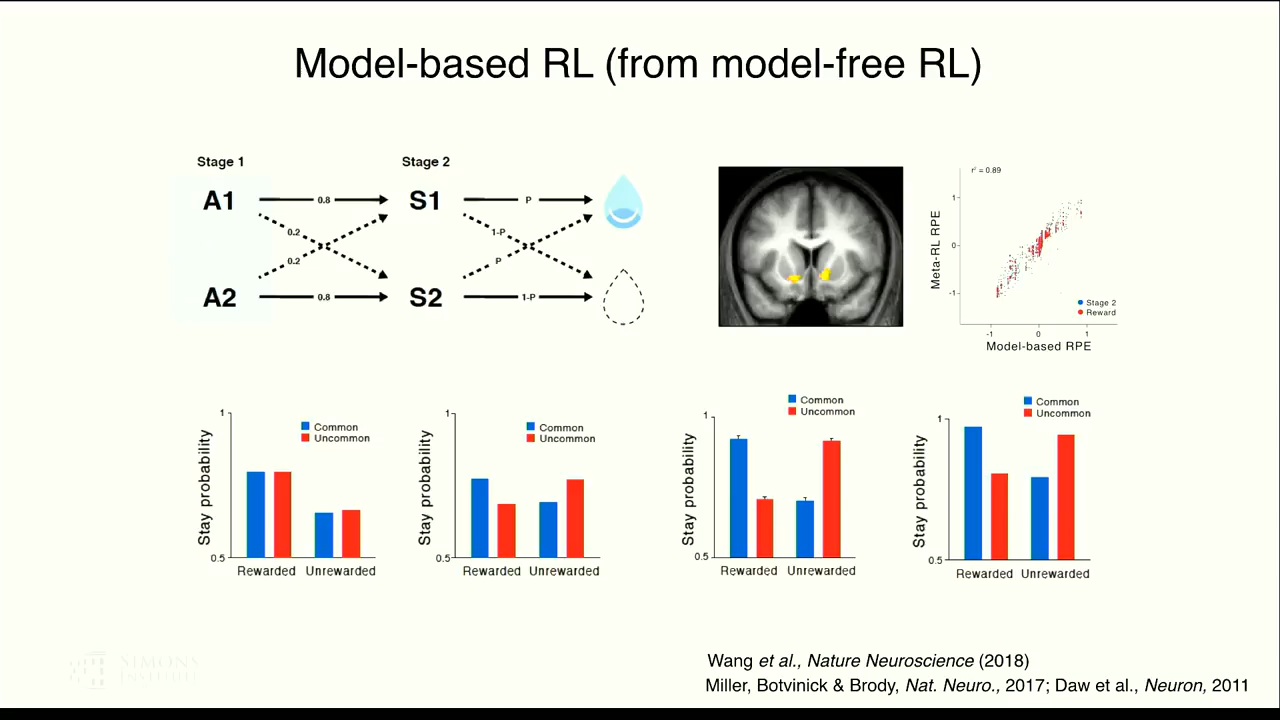 Model-based RL (from model-free RL)
Stage 1
Stage 2
A1
0.8
S1
P
0.2
1-P
0.2
P
A2
0.8
S2
1-P
r² = 0.89
Meta-RL RPE
1
0
-1
Stage 2
Reward
-1
0
1
Model-based RPE
Stay probability
1
0.5
Common
Uncommon
Rewarded
Unrewarded
Stay probability
1
0.5
Common
Uncommon
Rewarded
Unrewarded
Stay probability
1
0.5
Common
Uncommon
Rewarded
Unrewarded
Stay probability
1
0.5
Common
Uncommon
Rewarded
Unrewarded
SIMONS
INSTITUTE
Wang et al., Nature Neuroscience (2018)
Miller, Botvinick & Brody, Nat. Neuro., 2017; Daw et al., Neuron, 2011